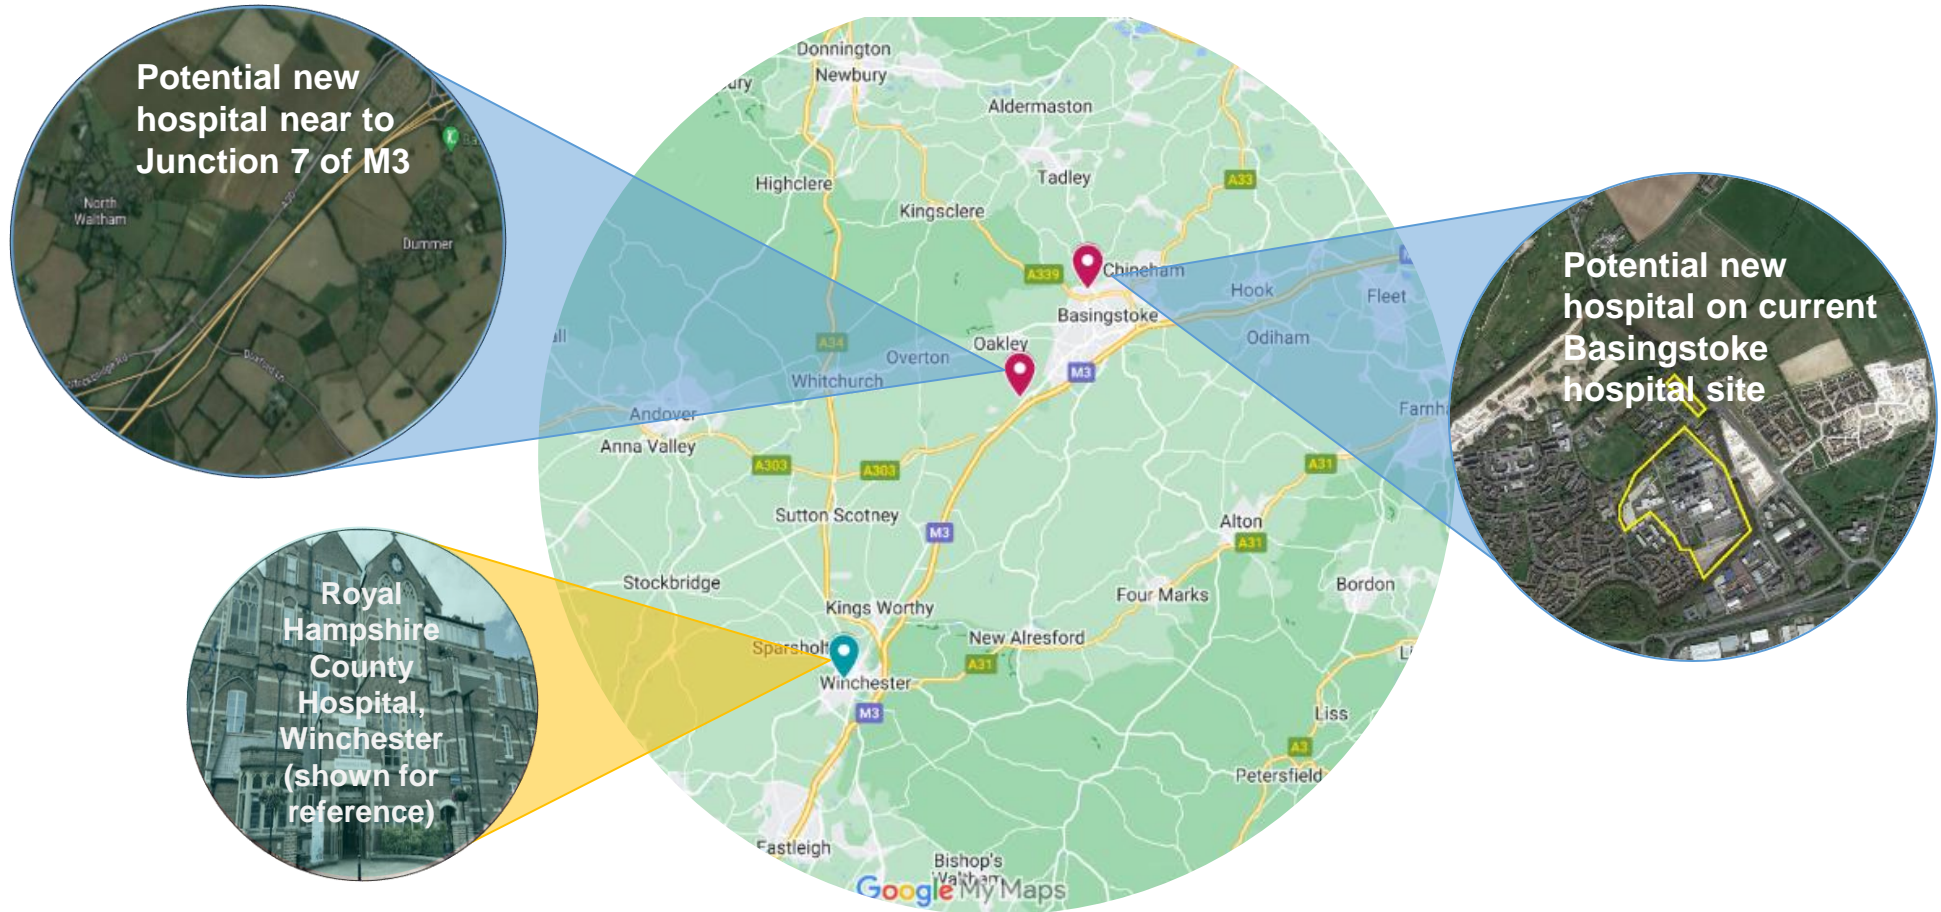 Potential new
hospital near to
Junction 7 of M3
North
Waltham
A30
Dummer
Stockbridge Rd
Potential new
hospital on current
Basingstoke
hospital site
Royal
Hampshire
County
Hospital,
Winchester
(shown for
reference)
Donnington
Newbury
Aldermaston
Tadley
Highclere
A33
Kingsclere
A339
Chineham
Hook
Fleet
Basingstoke
Odiham
Oakley
A34
Overton
M3
Whitchurch
Andover
Anna Valley
A303
A303
A31
Sutton Scotney
M3
Alton
A31
Stockbridge
Four Marks
Bordon
Kings Worthy
New Alresford
Sparsholt
A31
Winchester
M3
Liss
A3
Petersfield
Eastleigh
Bishop's
Waltham
Google My Maps